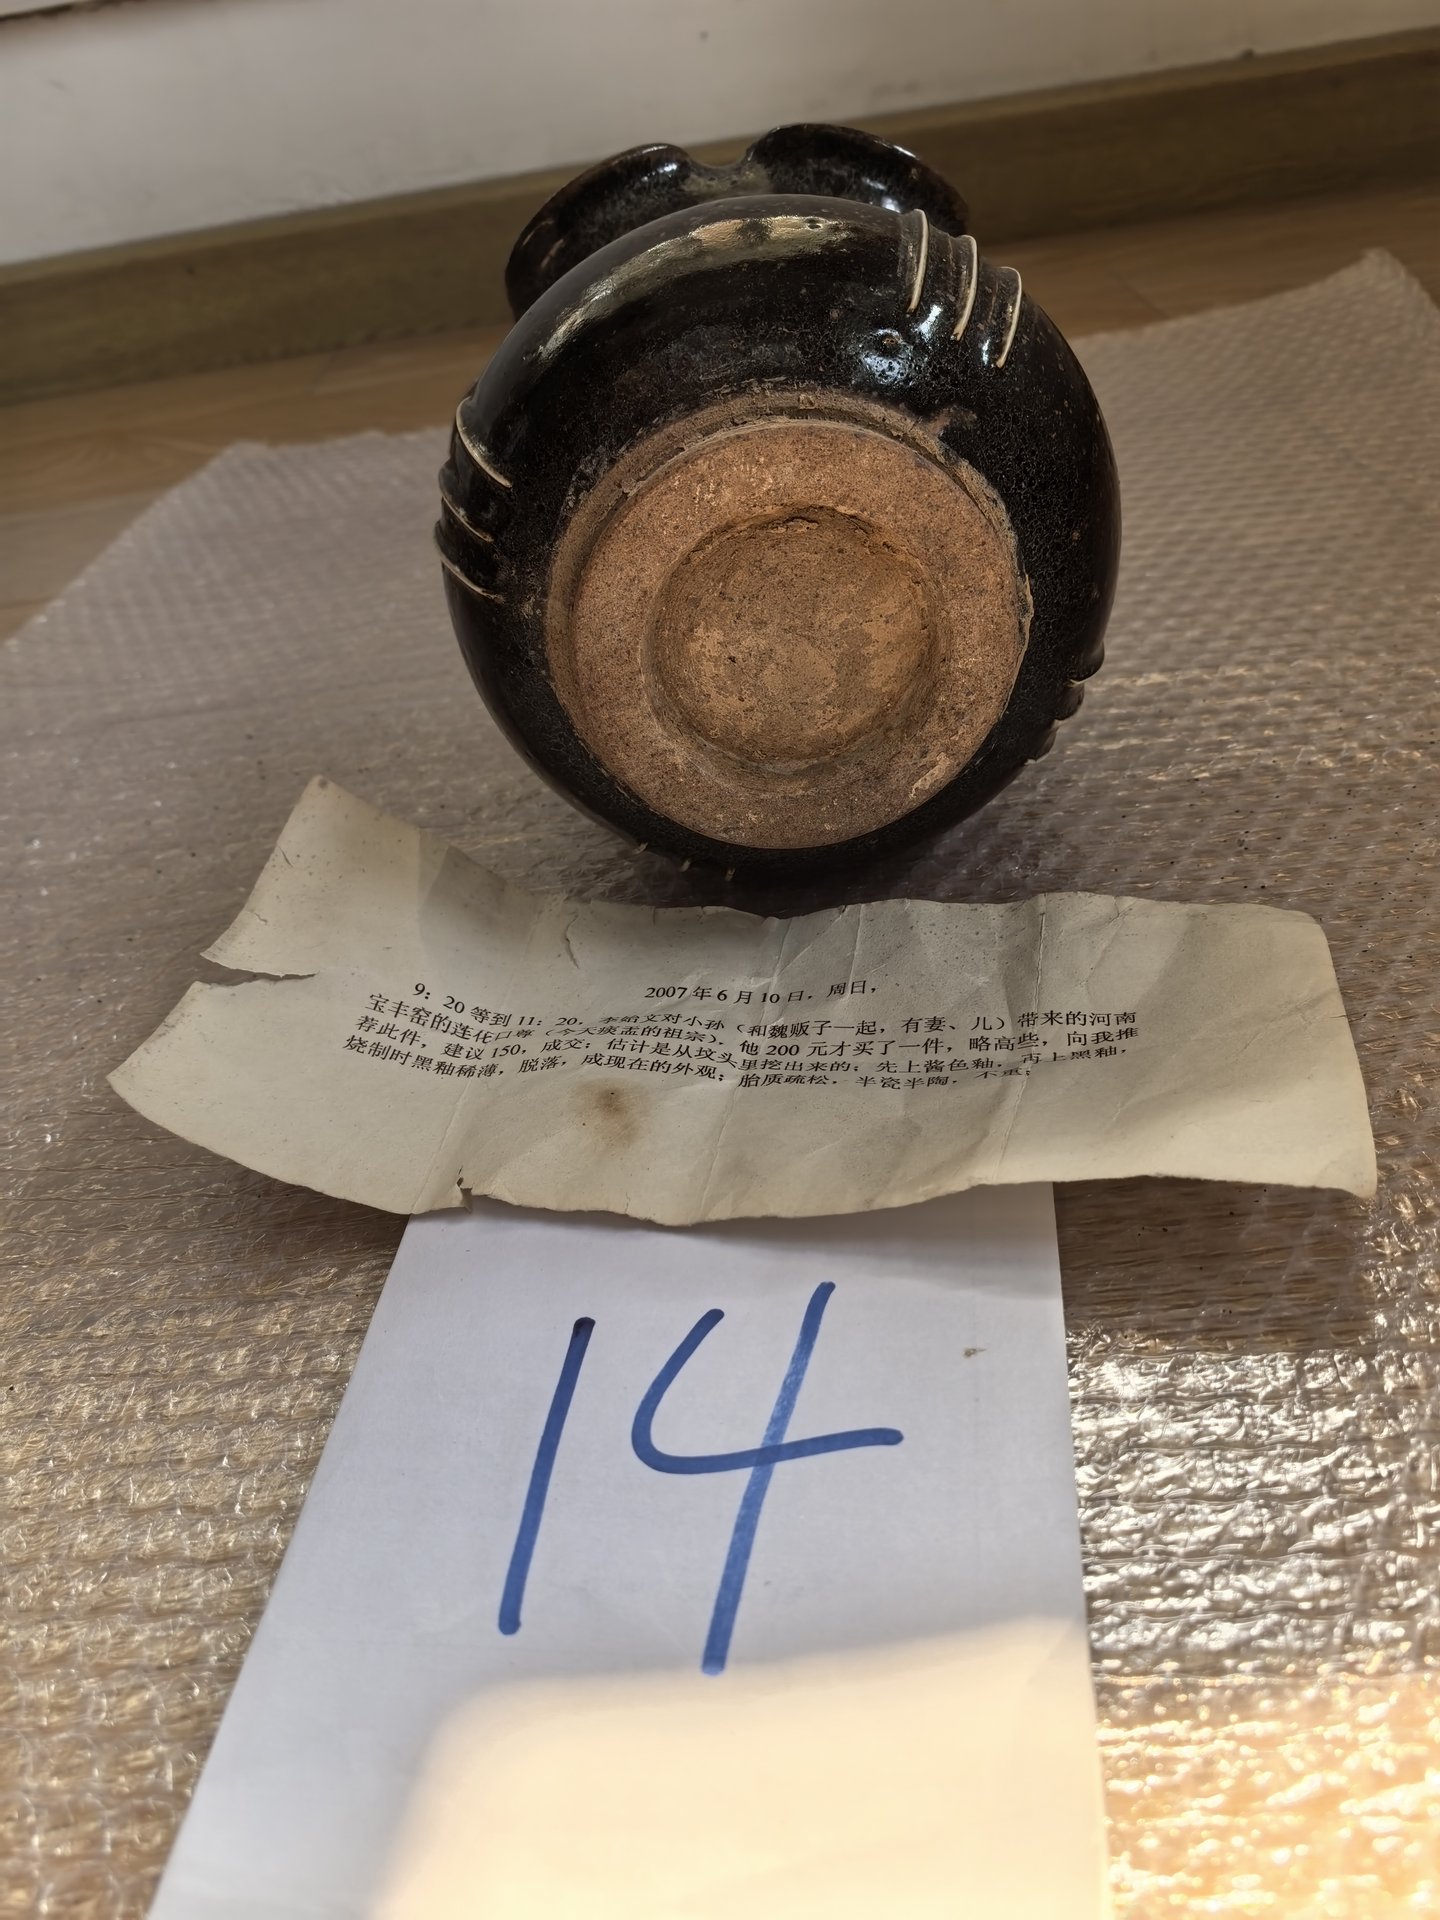 2007年6月10日，周日，
9：20等到11：20，李贻文对小孙（和魏贩子一起，有妻、儿）带来的河南
宝丰窑的莲花口尊（今天痰盂的祖宗），他200元才买了一件，略高些，向我推
荐此件，建议150，成交；估计是从坟头里挖出来的；先上酱色釉，再上黑釉，
烧制时黑釉稀薄，脱落，成现在的外观；胎质疏松，半瓷半陶，不重；
14